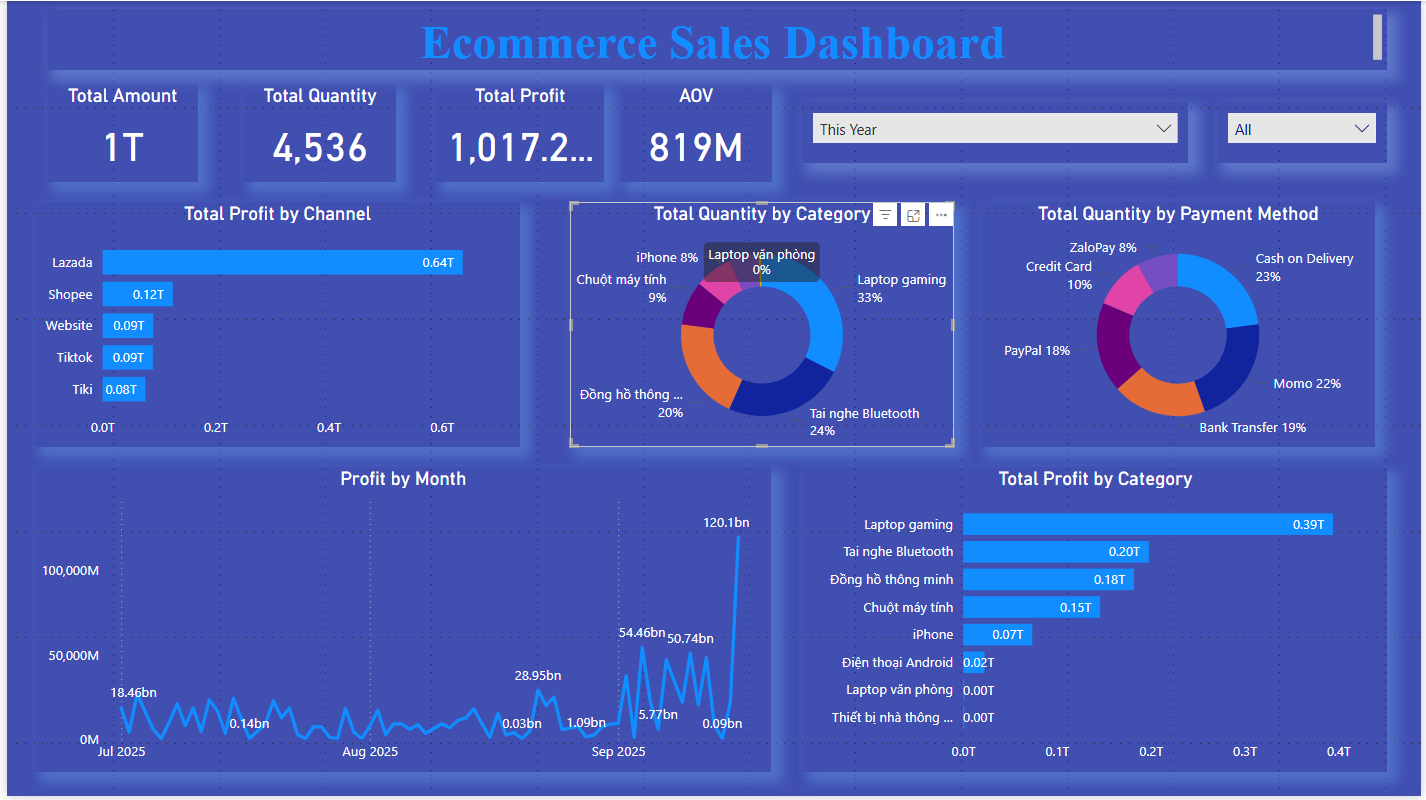 Ecommerce Sales Dashboard
Total Amount
1T
Total Quantity
4,536
Total Profit
1,017.2...
AOV
819M
This Year
All
Total Profit by Channel
Lazada
0.64T
Shopee
0.12T
Website
0.09T
Tiktok
0.09T
Tiki
0.08T
0.0T
0.2T
0.4T
0.6T
Total Quantity by Category
iPhone 8%
Laptop văn phòng
0%
Chuột máy tính
9%
Laptop gaming
33%
Đồng hồ thông ...
20%
Tai nghe Bluetooth
24%
Total Quantity by Payment Method
ZaloPay 8%
Credit Card
10%
Cash on Delivery
23%
PayPal 18%
Momo 22%
Bank Transfer 19%
Profit by Month
120.1bn
100,000M
54.46bn
50.74bn
50,000M
28.95bn
18.46bn
0.14bn
0.03bn
1.09bn
5.77bn
0.09bn
0M
Jul 2025
Aug 2025
Sep 2025
Total Profit by Category
Laptop gaming
0.39T
Tai nghe Bluetooth
0.20T
Đồng hồ thông minh
0.18T
Chuột máy tính
0.15T
iPhone
0.07T
Điện thoại Android
0.02T
Laptop văn phòng
0.00T
Thiết bị nhà thông ...
0.00T
0.0T
0.1T
0.2T
0.3T
0.4T